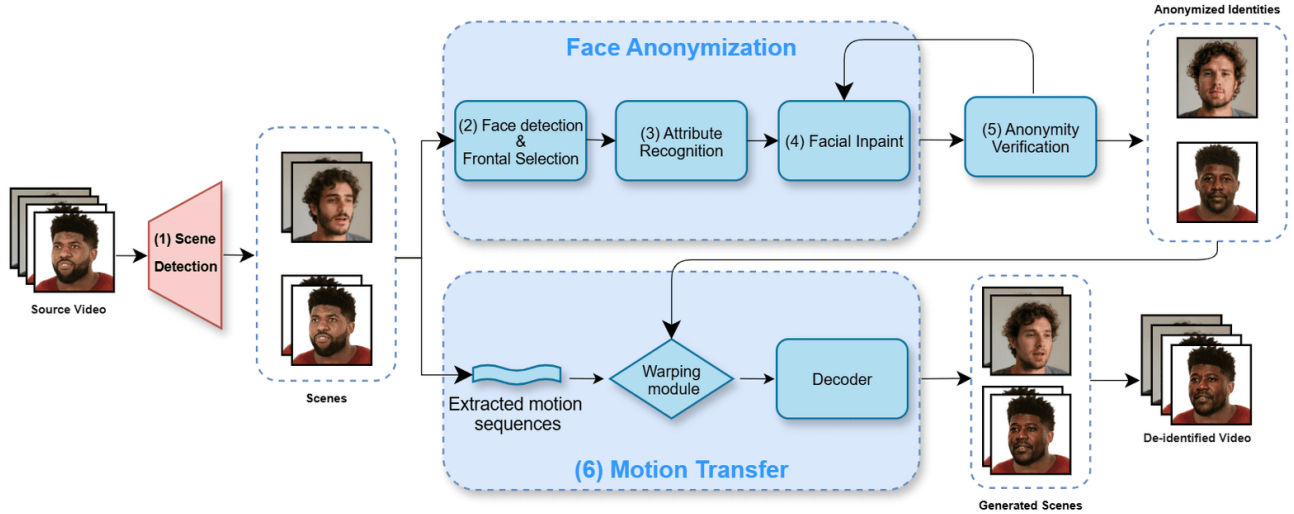 Anonymized Identities
Face Anonymization
(2) Face detection
&
Frontal Selection
(3) Attribute
Recognition
(4) Facial Inpaint
(5) Anonymity
Verification
(1) Scene
Detection
Source Video
Scenes
Extracted motion
sequences
Warping
module
Decoder
(6) Motion Transfer
Generated Scenes
De-identified Video